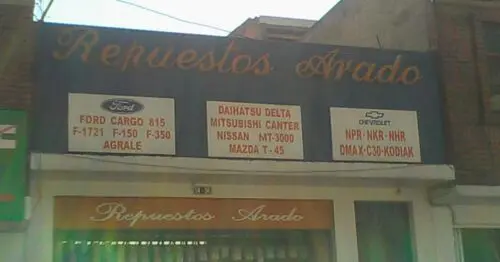 Repuestos Arado
Ford
FORD CARGO 815
F-1721 F-150 F-350
AGRALE
DAIHATSU DELTA
MITSUBISHI CANTER
NISSAN MT-3000
MAZDA T-45
CHEVROLET
NPR-NKR-NHR
DMAX-C30-KODIAK
Repuestos Arado